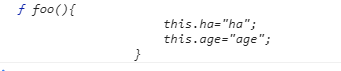 f foo(){
this.ha="ha";
this.age="age";
}